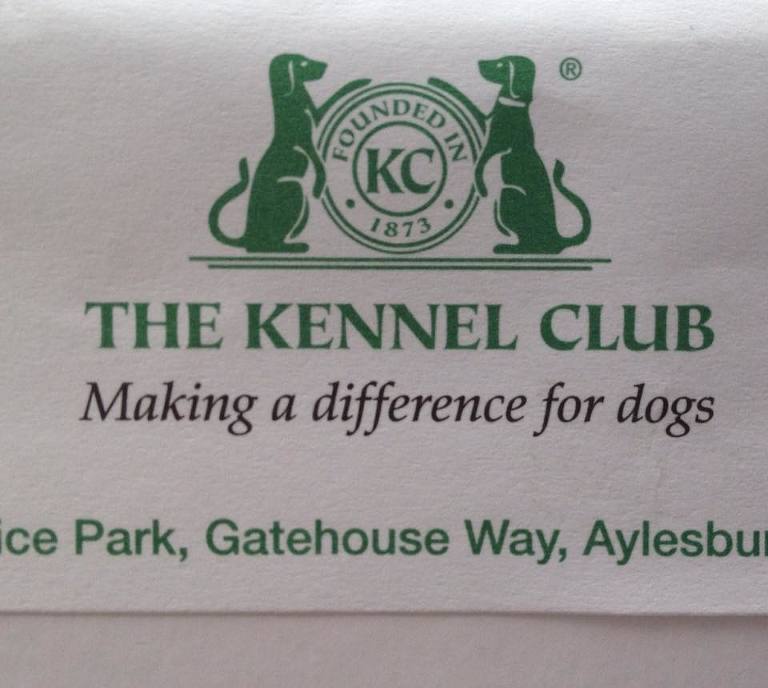 ®
FOUNDED IN
KC
• 1873 •
THE KENNEL CLUB
Making a difference for dogs
ice Park, Gatehouse Way, Aylesbu